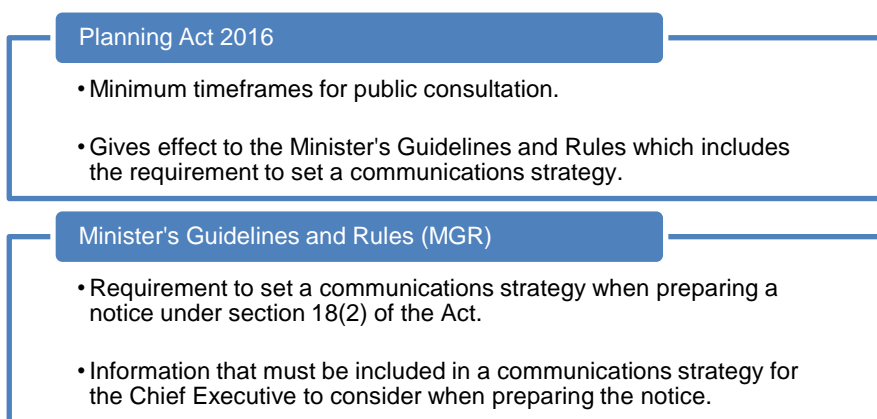 Planning Act 2016
• Minimum timeframes for public consultation.
• Gives effect to the Minister's Guidelines and Rules which includes
the requirement to set a communications strategy.
Minister's Guidelines and Rules (MGR)
• Requirement to set a communications strategy when preparing a
notice under section 18(2) of the Act.
• Information that must be included in a communications strategy for
the Chief Executive to consider when preparing the notice.